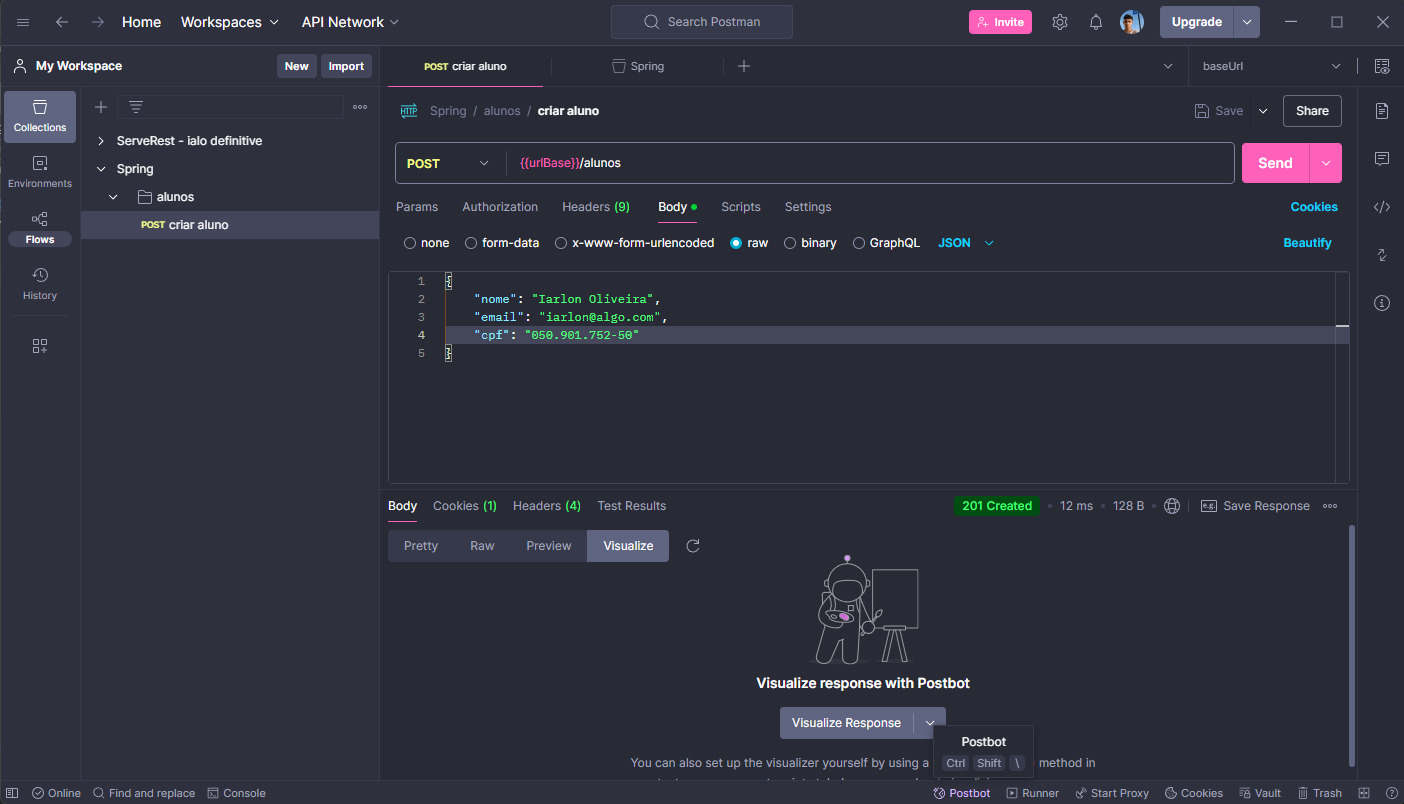 Home Workspaces API Network Search Postman Invite Upgrade
My Workspace New Import
POST criar aluno Spring baseUrl
Collections
Environments
Flows
History
ServeRest - ialo definitive
Spring
alunos
POST criar aluno
HTTP Spring / alunos / criar aluno Save Share
POST {{urlBase}}/alunos Send
Params Authorization Headers (9) Body Scripts Settings Cookies
none form-data x-www-form-urlencoded raw binary GraphQL JSON Beautify
1 {
2 "nome": "Iarlon Oliveira",
3 "email": "iarlon@algo.com",
4 "cpf": "050.901.752-50"
5 }
Body Cookies (1) Headers (4) Test Results 201 Created 12 ms 128 B e.g. Save Response
Pretty Raw Preview Visualize
Visualize response with Postbot
Visualize Response
Postbot
Ctrl Shift \
You can also set up the visualizer yourself by using a method in
Online Find and replace Console Postbot Runner Start Proxy Cookies Vault Trash